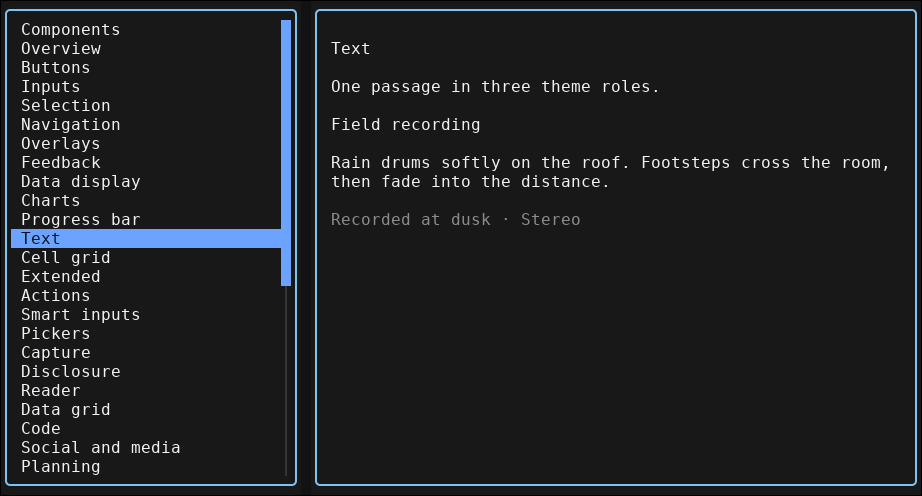 Components
Overview
Buttons
Inputs
Selection
Navigation
Overlays
Feedback
Data display
Charts
Progress bar
Text
Cell grid
Extended
Actions
Smart inputs
Pickers
Capture
Disclosure
Reader
Data grid
Code
Social and media
Planning
Text
One passage in three theme roles.
Field recording
Rain drums softly on the roof. Footsteps cross the room,
then fade into the distance.
Recorded at dusk · Stereo